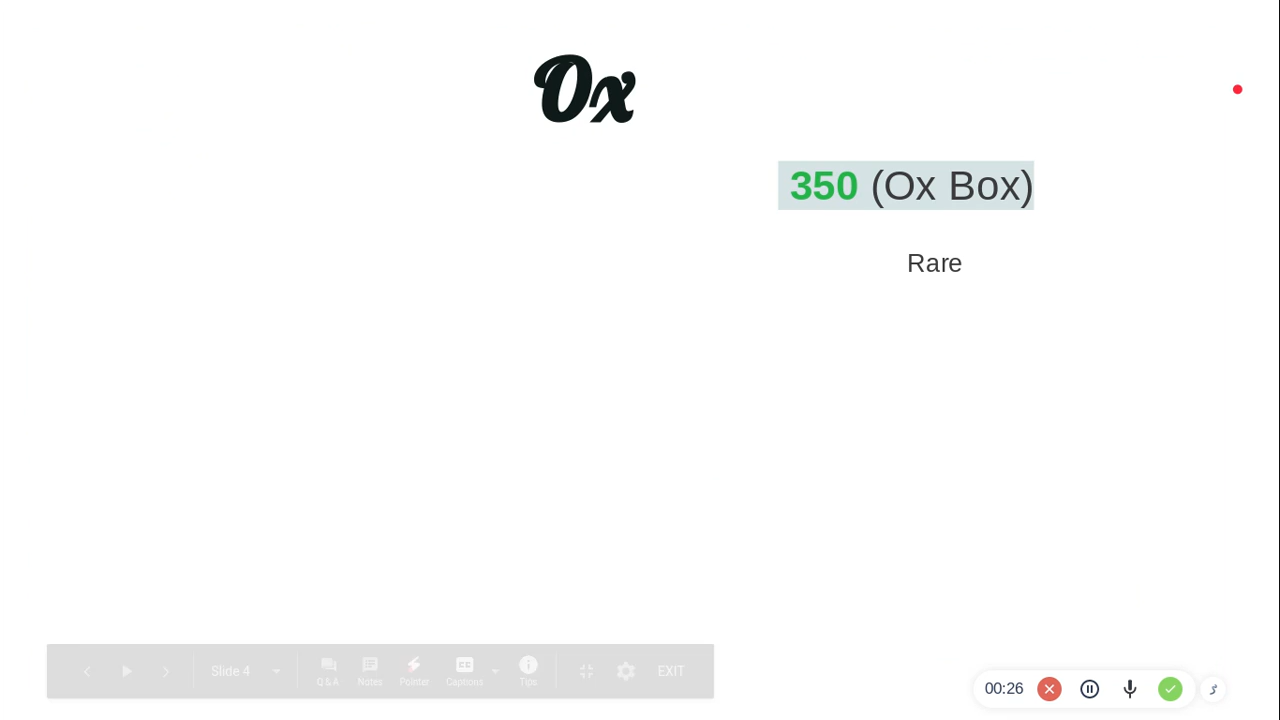 Ox
350 (Ox Box)
Rare
Slide 4
Q & A
Notes
Pointer
Captions
Tips
EXIT
00:26